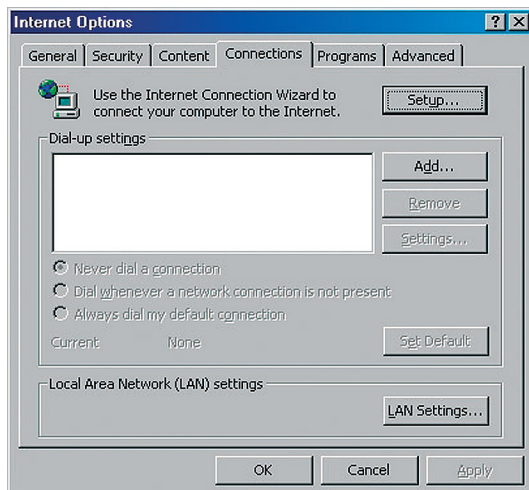 Internet Options
General Security Content Connections Programs Advanced
Use the Internet Connection Wizard to
connect your computer to the Internet.
Setup...
Dial-up settings
Add...
Remove
Settings...
Never dial a connection
Dial whenever a network connection is not present
Always dial my default connection
Current None
Set Default
Local Area Network (LAN) settings
LAN Settings...
OK Cancel Apply